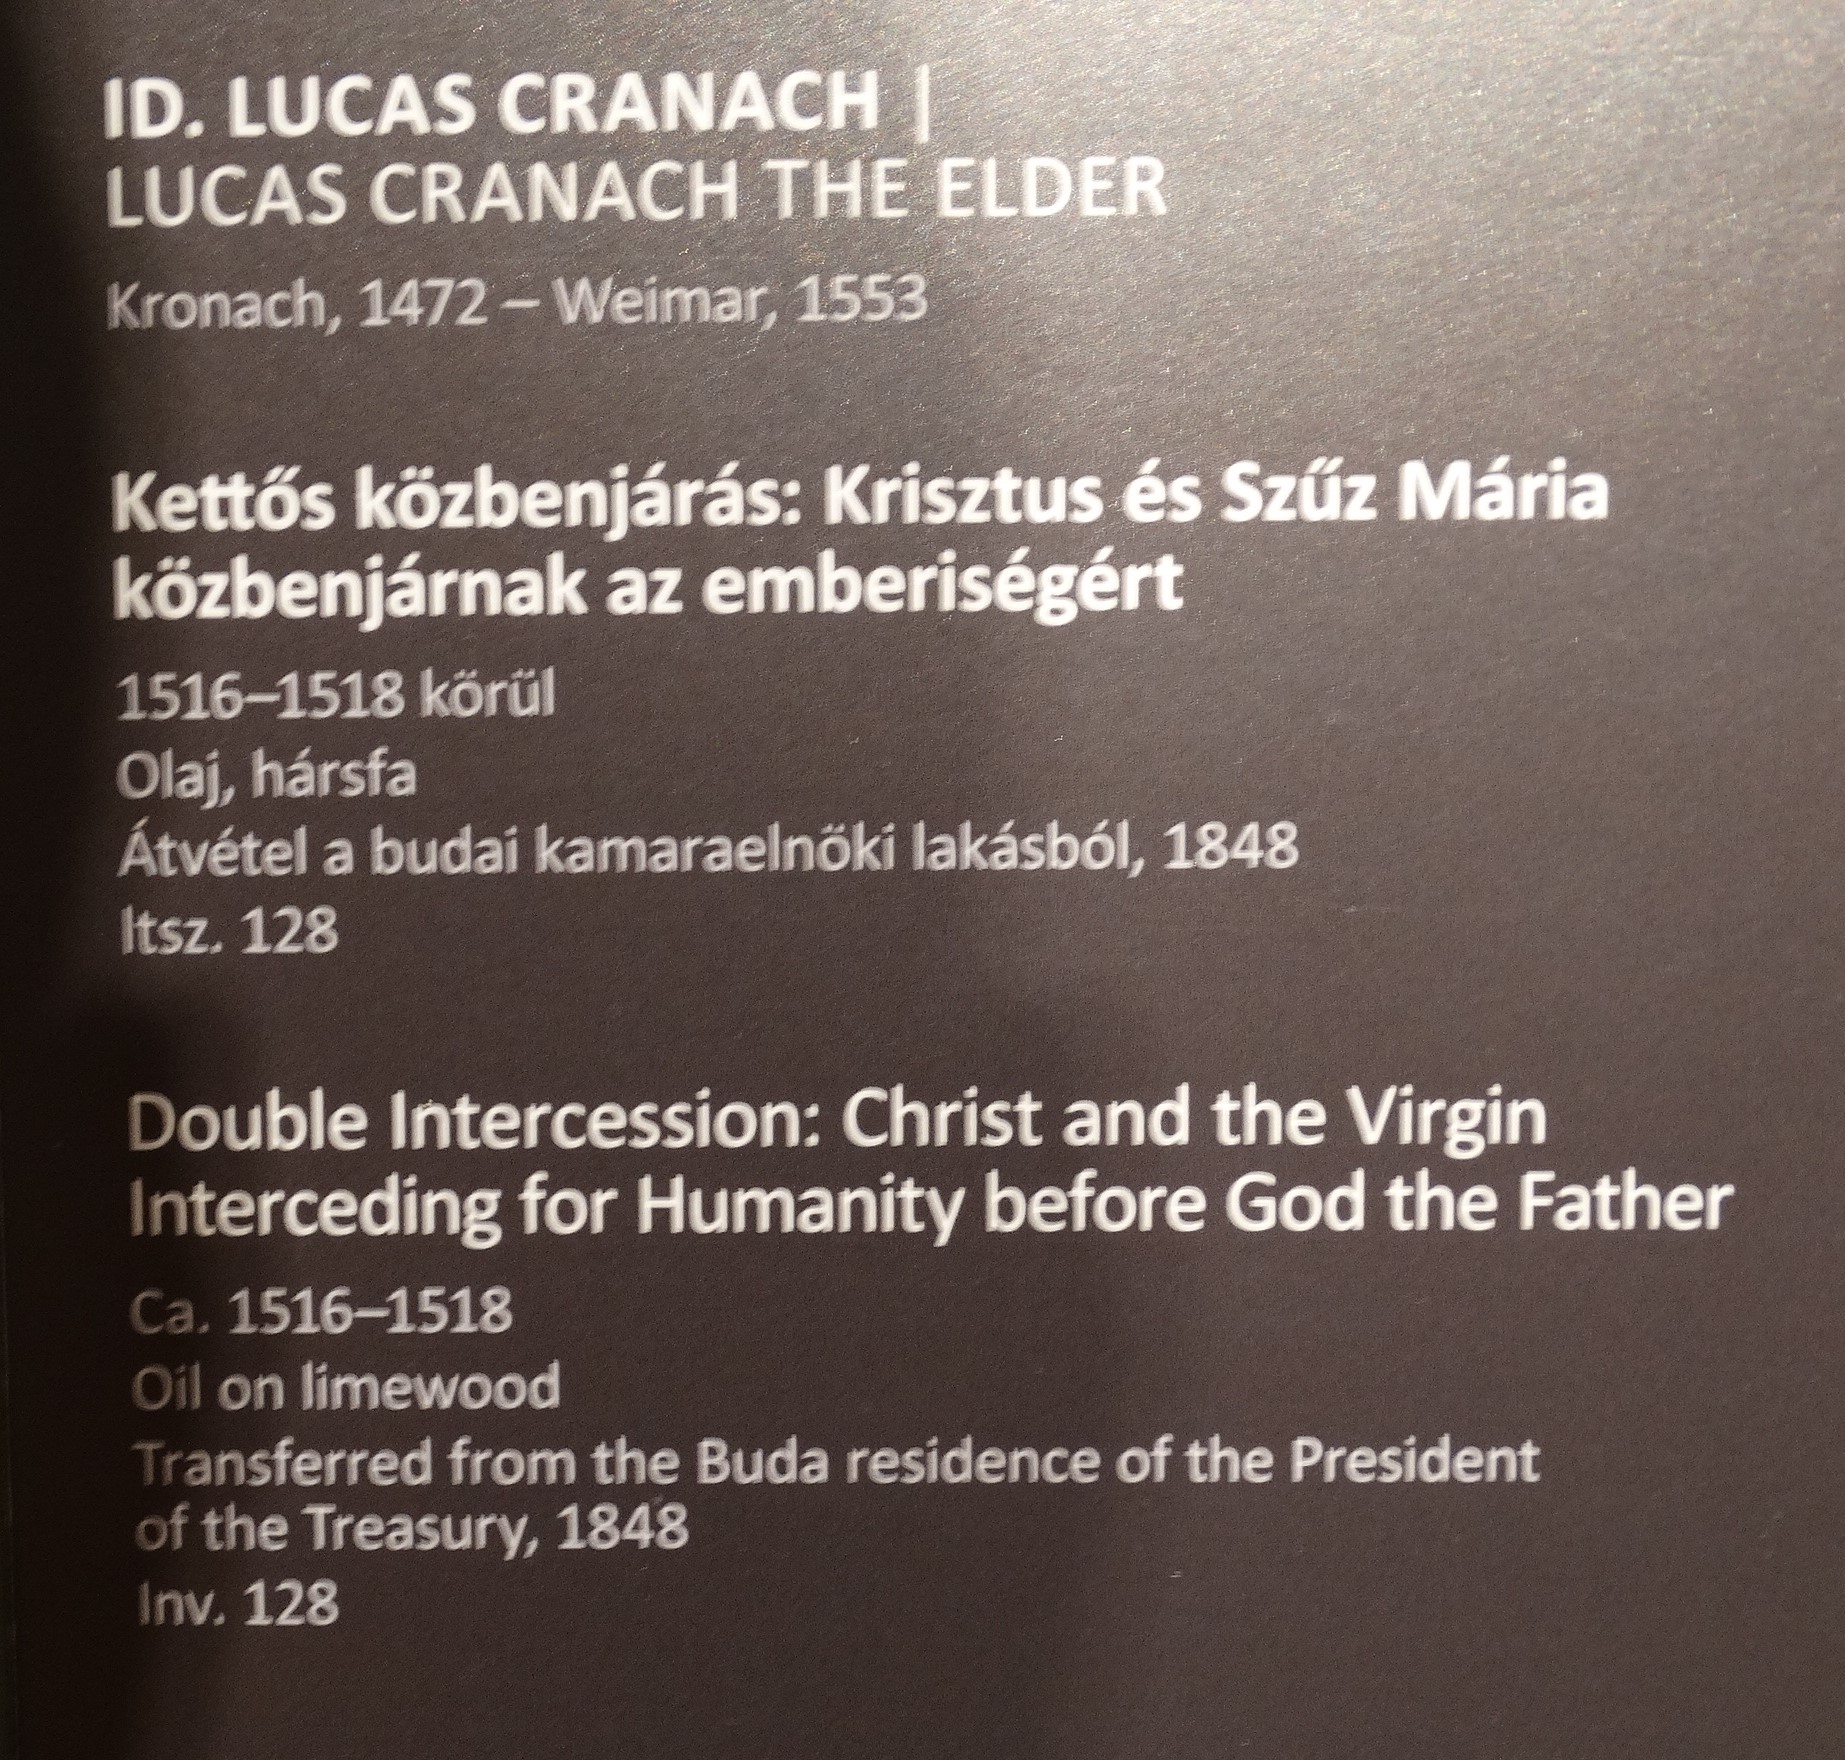 ID. LUCAS CRANACH |
LUCAS CRANACH THE ELDER
Kronach, 1472 – Weimar, 1553
Kettős közbenjárás: Krisztus és Szűz Mária
közbenjárnak az emberiségért
1516–1518 körül
Olaj, hársfa
Átvétel a budai kamaraelnöki lakásból, 1848
ltsz. 128
Double Intercession: Christ and the Virgin
Interceding for Humanity before God the Father
Ca. 1516–1518
Oil on limewood
Transferred from the Buda residence of the President
of the Treasury, 1848
Inv. 128